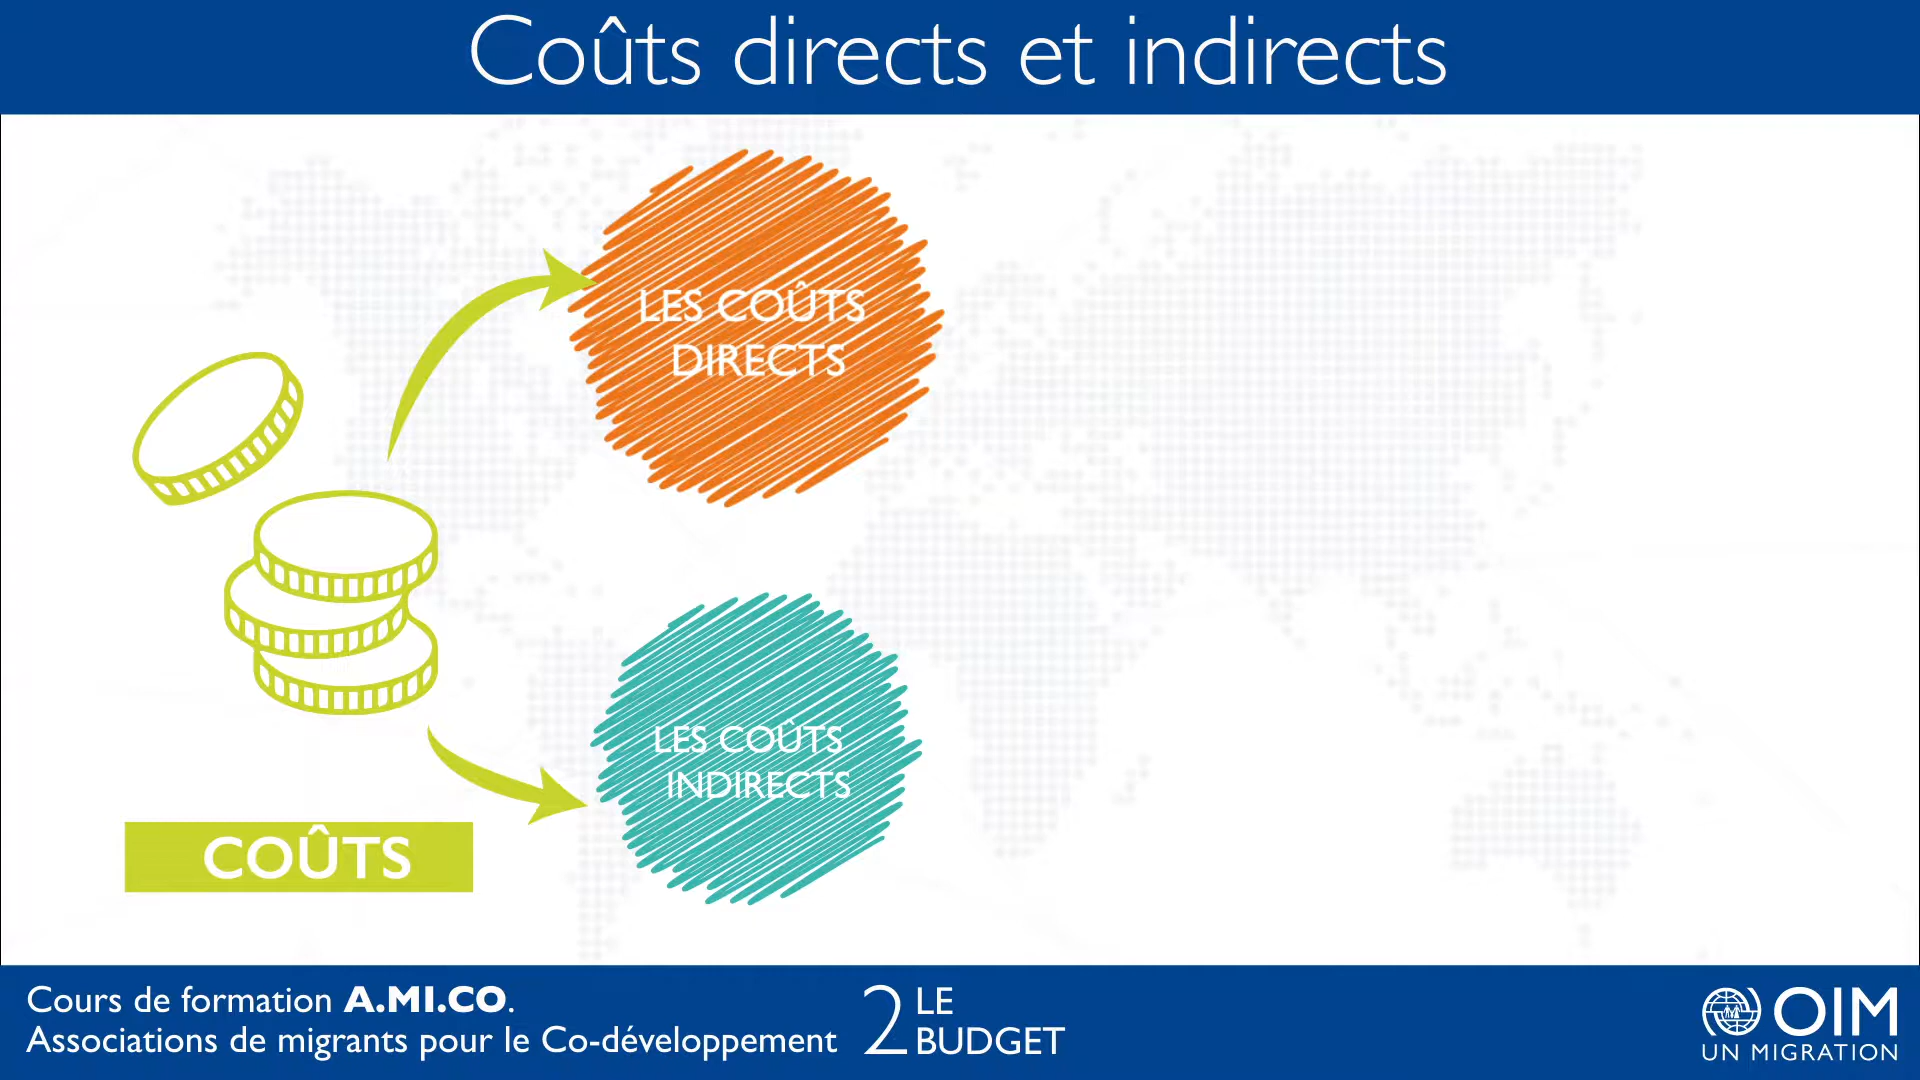 Coûts directs et indirects
LES COÛTS
DIRECTS
LES COÛTS
INDIRECTS
COÛTS
Cours de formation A.MI.CO.
Associations de migrants pour le Co-développement
2 LE
BUDGET
OIM
UN MIGRATION